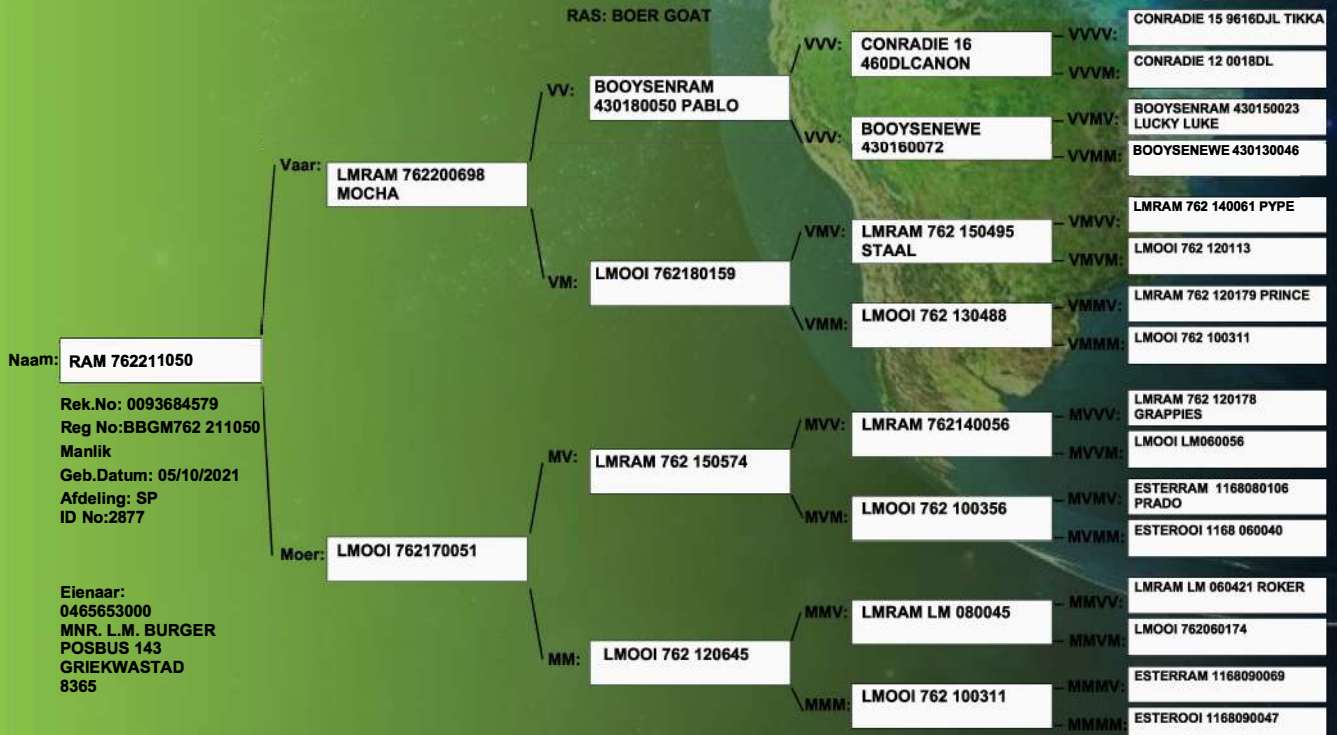 RAS: BOER GOAT
Naam:
RAM 762211050
Rek.No: 0093684579
Reg No:BBGM762 211050
Manlik
Geb.Datum: 05/10/2021
Afdeling: SP
ID No:2877
Eienaar:
0465653000
MNR. L.M. BURGER
POSBUS 143
GRIEKWASTAD
8365
Vaar:
LMRAM 762200698
MOCHA
Moer:
LMOOI 762170051
VV:
BOOYSENRAM
430180050 PABLO
VM:
LMOOI 762180159
MV:
LMRAM 762 150574
MM:
LMOOI 762 120645
VVV:
CONRADIE 16
460DLCANON
VVV:
BOOYSENEWE
430160072
VMV:
LMRAM 762 150495
STAAL
VMM:
LMOOI 762 130488
MVV:
LMRAM 762140056
MVM:
LMOOI 762 100356
MMV:
LMRAM LM 080045
MMM:
LMOOI 762 100311
VVVV:
CONRADIE 15 9616DJL TIKKA
VVVM:
CONRADIE 12 0018DL
VVMV:
BOOYSENRAM 430150023
LUCKY LUKE
VVMM:
BOOYSENEWE 430130046
VMVV:
LMRAM 762 140061 PYPE
VMVM:
LMOOI 762 120113
VMMV:
LMRAM 762 120179 PRINCE
VMMM:
LMOOI 762 100311
MVVV:
LMRAM 762 120178
GRAPPIES
MVVM:
LMOOI LM060056
MVMV:
ESTERRAM 1168080106
PRADO
MVMM:
ESTEROOI 1168 060040
MMVV:
LMRAM LM 060421 ROKER
MMVM:
LMOOI 762060174
MMMV:
ESTERRAM 1168090069
MMMM:
ESTEROOI 1168090047